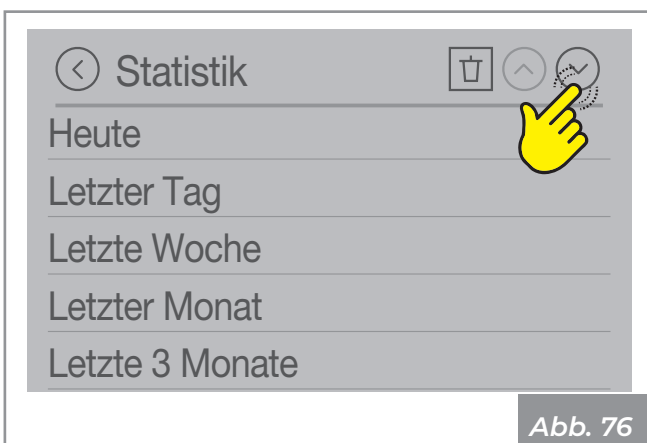 Statistik
Heute
Letzter Tag
Letzte Woche
Letzter Monat
Letzte 3 Monate
Abb. 76